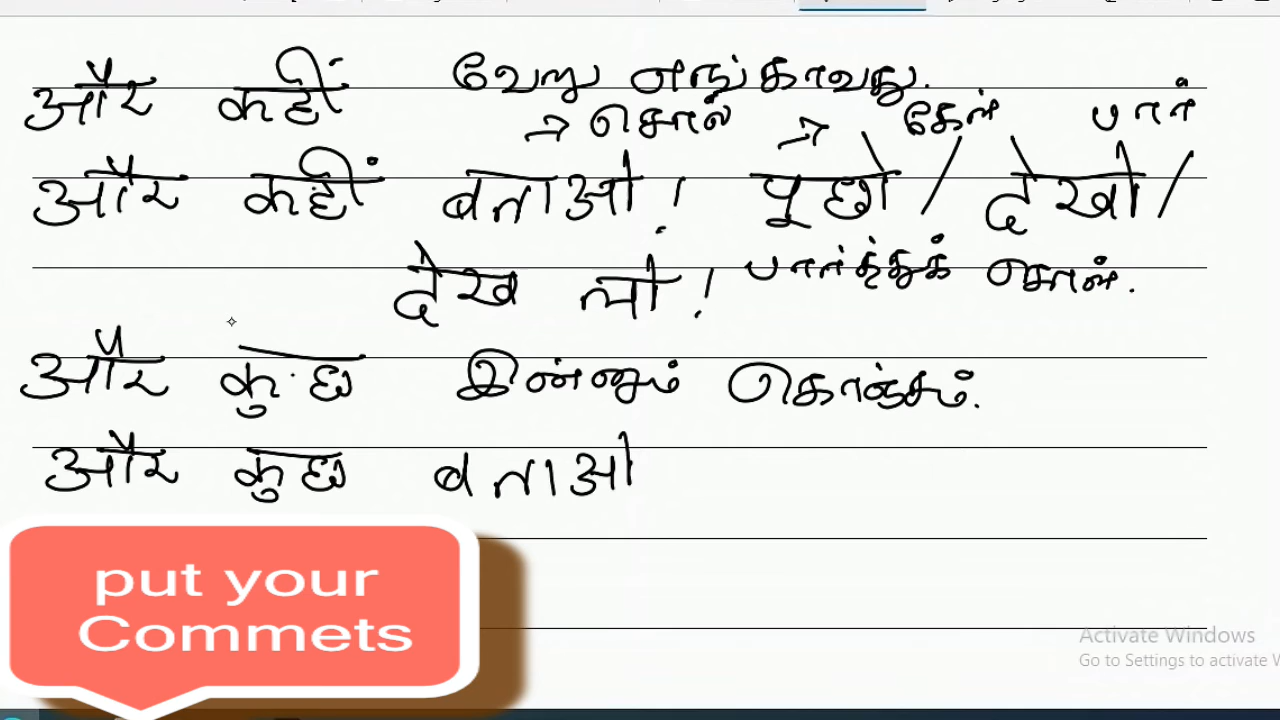 और कहीं வேறு எங்காவது.
→ சொல் → கேள் பார்
और कहीं बताओ! पूछो / देखो /
देख लो! பார்த்துக் கொள்.
और कुछ இன்னும் கொஞ்சம்.
और कुछ बताओ
put your
Commets
Activate Windows
Go to Settings to activate W